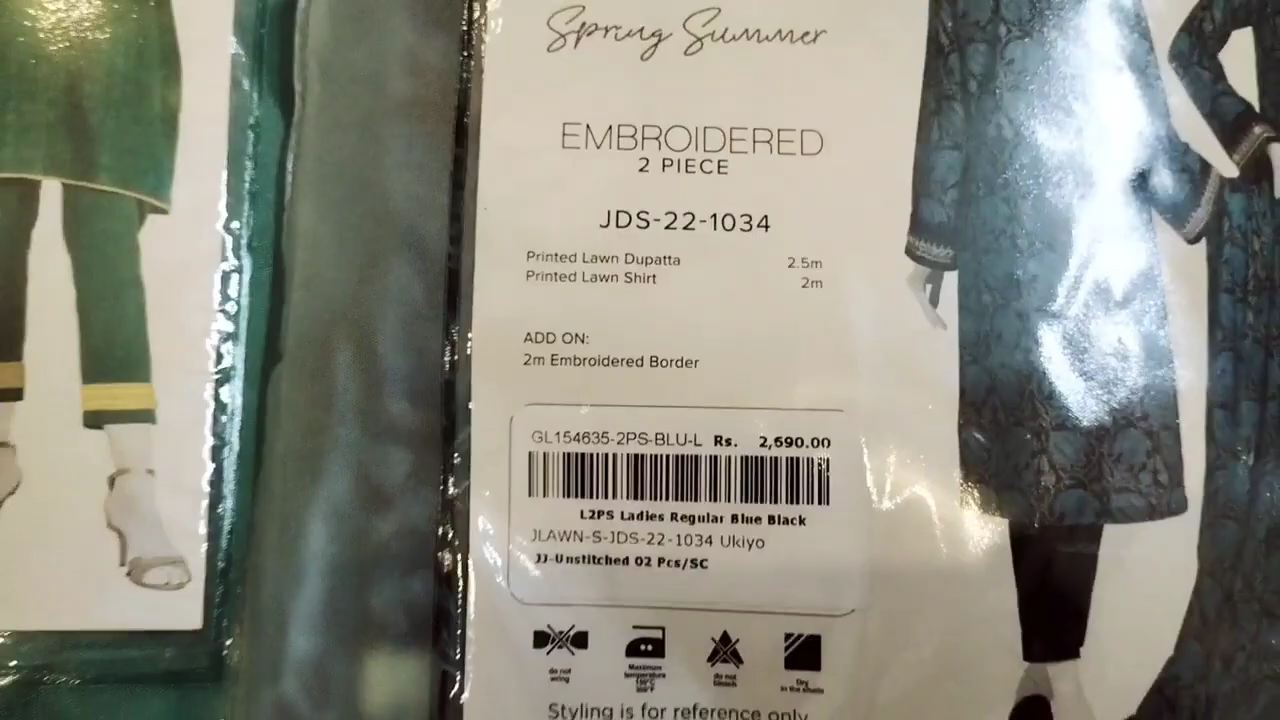 Spring Summer
EMBROIDERED
2 PIECE
JDS-22-1034
Printed Lawn Dupatta 2.5m
Printed Lawn Shirt 2m
ADD ON:
2m Embroidered Border
GL154635-2PS-BLU-L Rs. 2,690.00
L2PS Ladies Regular Blue Black
JLAWN-S-JDS-22-1034 Ukiyo
JJ-Unstitched 02 Pcs/SC
do not
wring
Maximum
temperature
do not
bleach
Dry
in the shade
Styling is for reference only